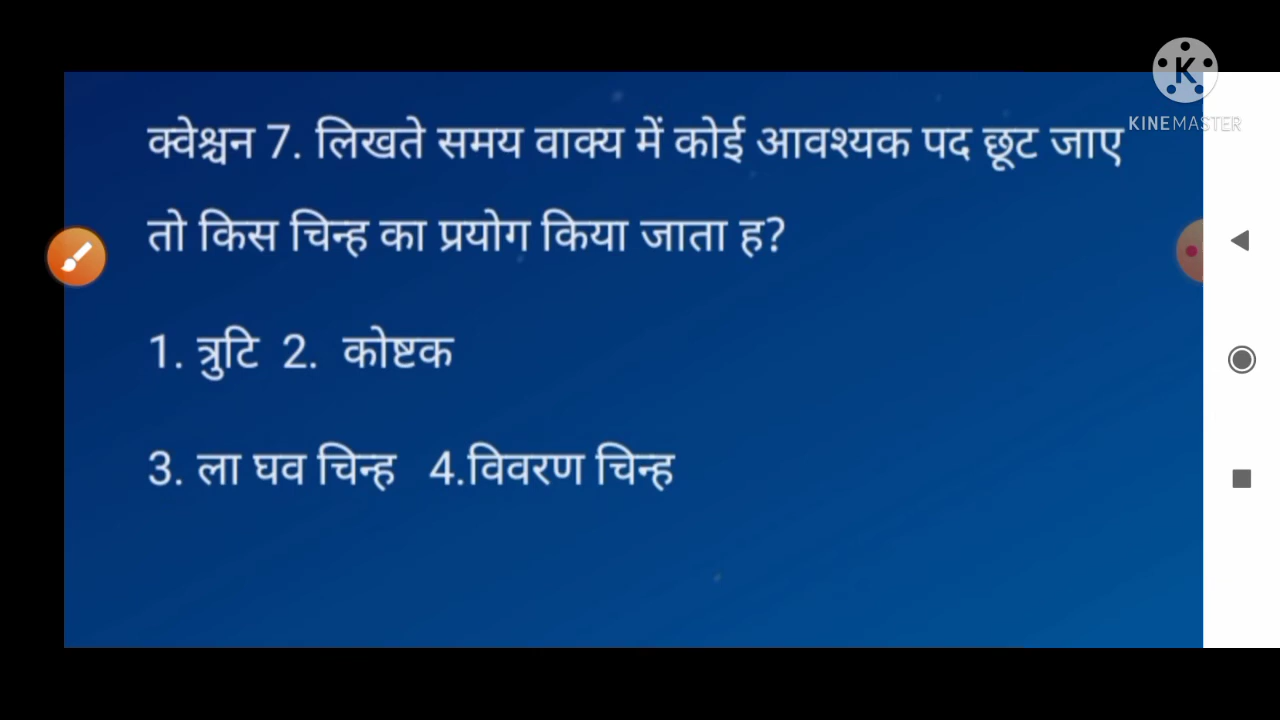 KINEMASTER
क्वेश्चन 7. लिखते समय वाक्य में कोई आवश्यक पद छूट जाए
तो किस चिन्ह का प्रयोग किया जाता ह?
1. त्रुटि 2. कोष्टक
3. ला घव चिन्ह 4.विवरण चिन्ह